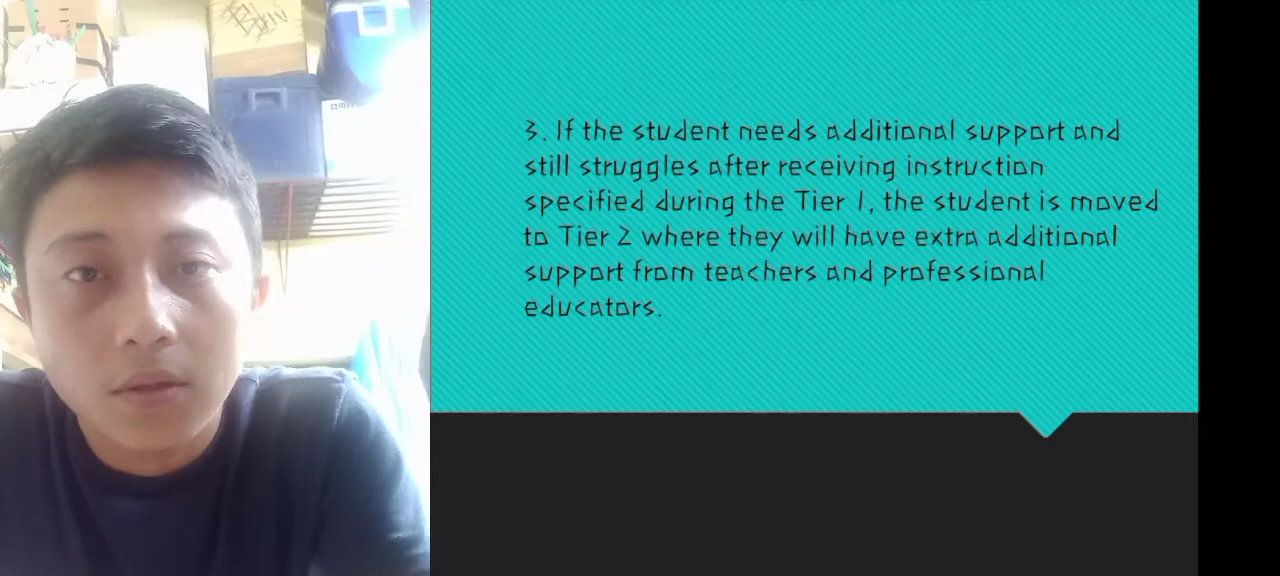 3. If the student needs additional support and
still struggles after receiving instruction
specified during the Tier 1, the student is moved
to Tier 2 where they will have extra additional
support from teachers and professional
educators.